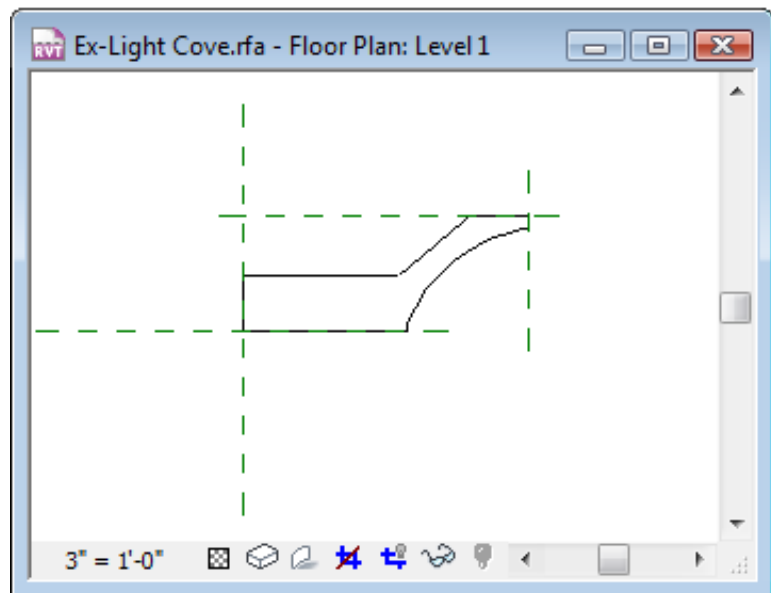 RVT Ex-Light Cove.rfa - Floor Plan: Level 1
3" = 1'-0"